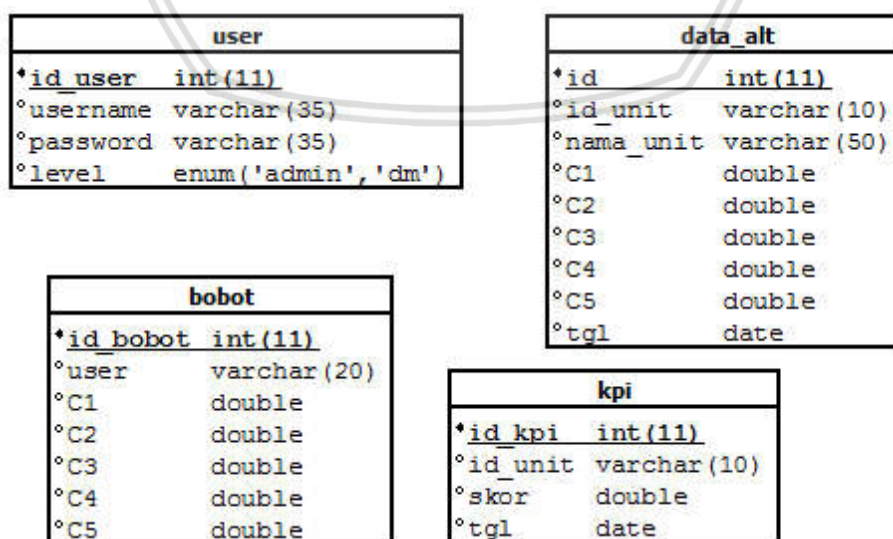 user
id_user int(11)
username varchar(35)
password varchar(35)
level enum('admin','dm')
data_alt
id int(11)
id_unit varchar(10)
nama_unit varchar(50)
C1 double
C2 double
C3 double
C4 double
C5 double
tgl date
bobot
id_bobot int(11)
user varchar(20)
C1 double
C2 double
C3 double
C4 double
C5 double
kpi
id_kpi int(11)
id_unit varchar(10)
skor double
tgl date